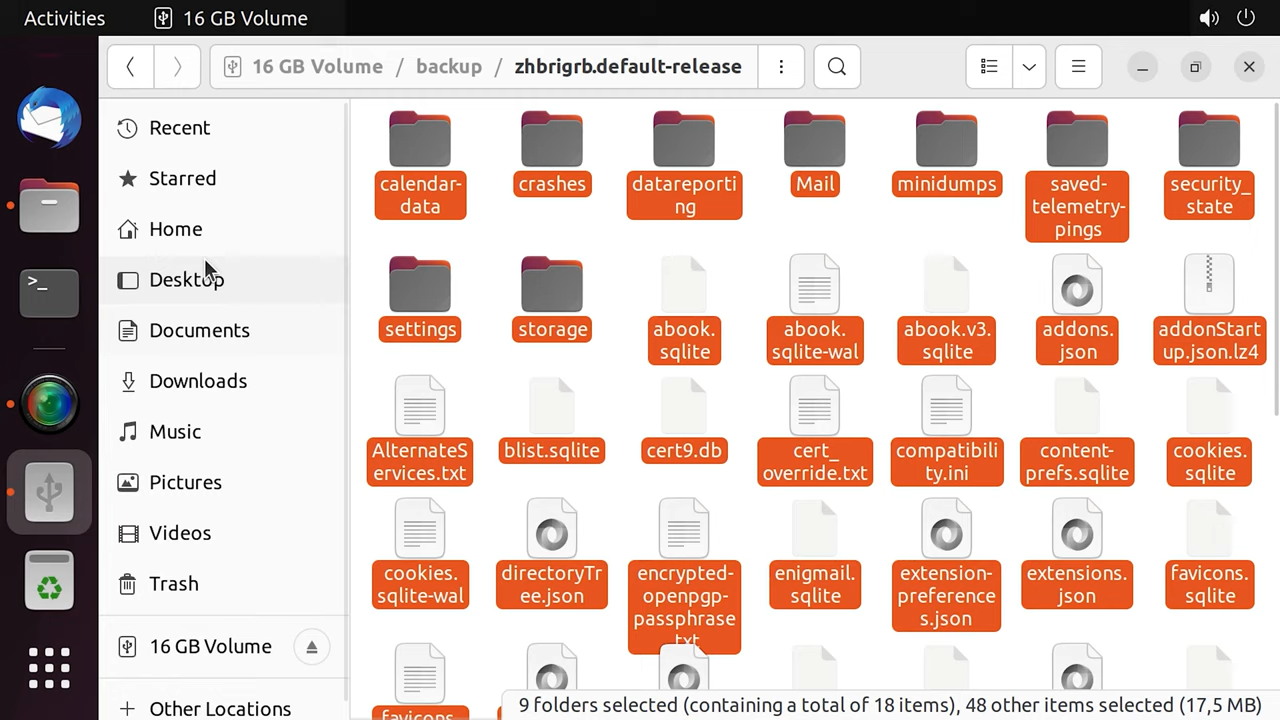 Activities
16 GB Volume
16 GB Volume / backup / zhbrigrb.default-release
Recent
Starred
Home
Desktop
Documents
Downloads
Music
Pictures
Videos
Trash
16 GB Volume
Other Locations
calendar-
data
crashes
datareporti
ng
Mail
minidumps
saved-
telemetry-
pings
security_
state
settings
storage
abook.
sqlite
abook.
sqlite-wal
abook.v3.
sqlite
addons.
json
addonStart
up.json.lz4
AlternateS
ervices.txt
blist.sqlite
cert9.db
cert_
override.txt
compatibili
ty.ini
content-
prefs.sqlite
cookies.
sqlite
cookies.
sqlite-wal
directoryTr
ee.json
encrypted-
openpgp-
passphrase.
txt
enigmail.
sqlite
extension-
preference
s.json
extensions.
json
favicons.
sqlite
favicons.
9 folders selected (containing a total of 18 items), 48 other items selected (17,5 MB)